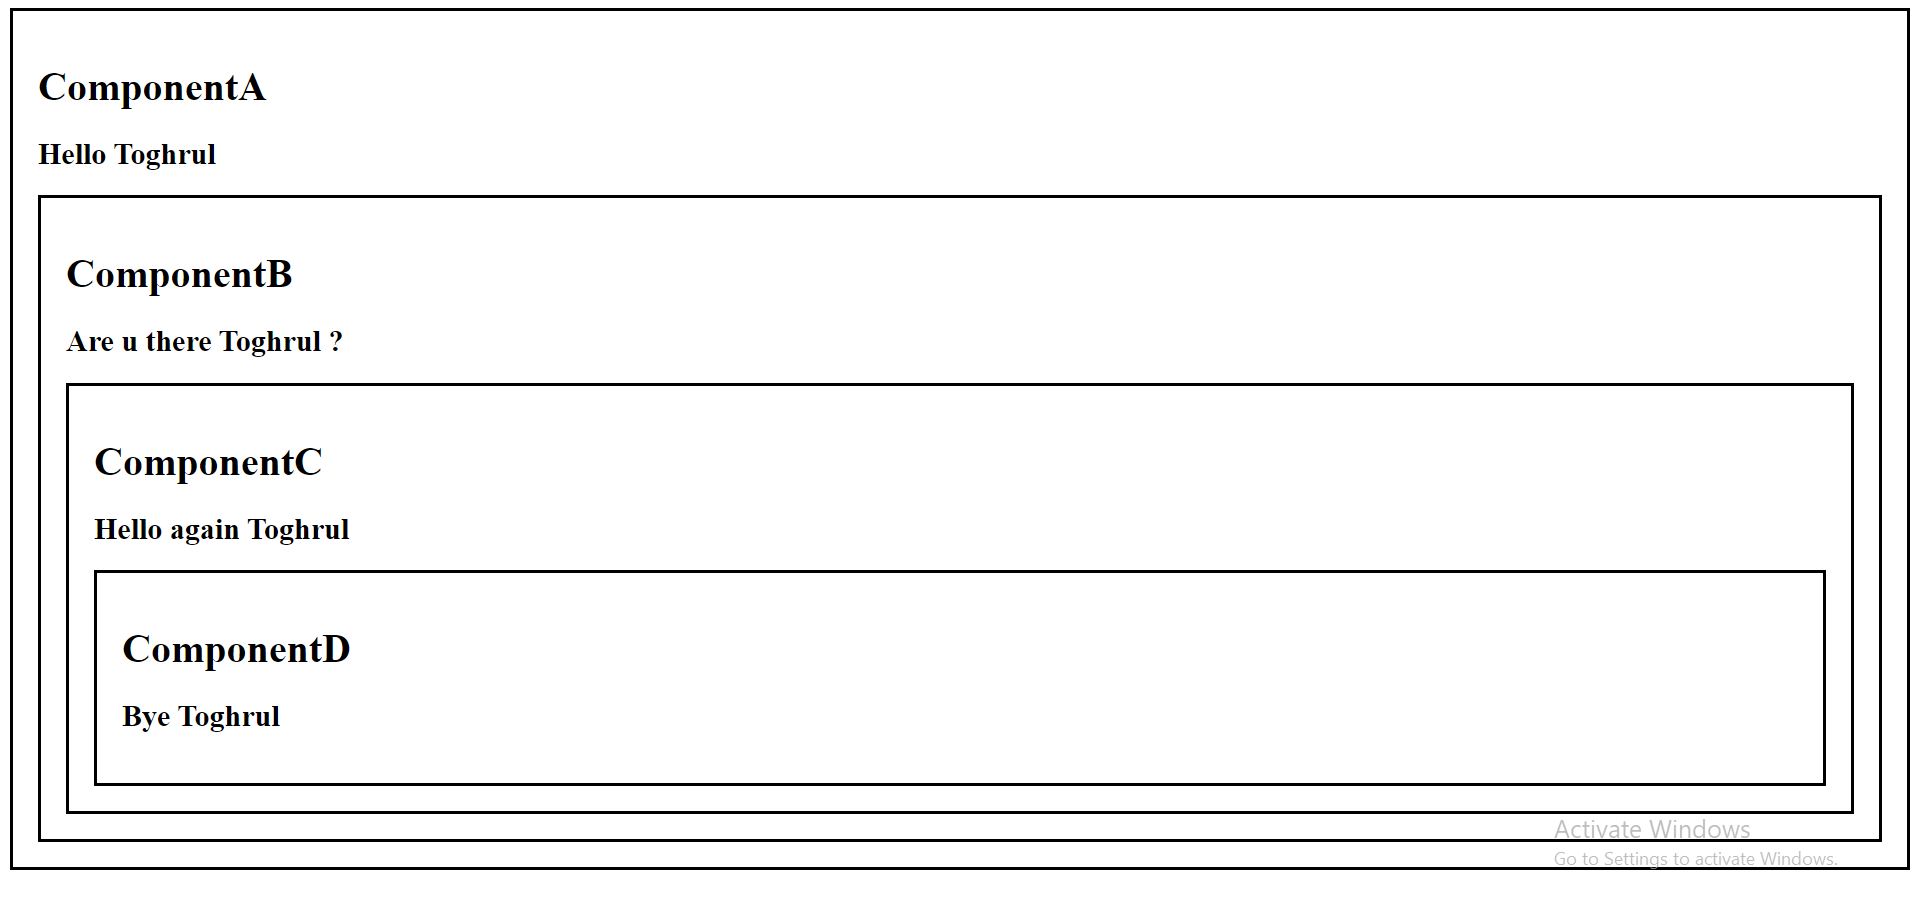 ComponentA
Hello Toghrul
ComponentB
Are u there Toghrul ?
ComponentC
Hello again Toghrul
ComponentD
Bye Toghrul
Activate Windows
Go to Settings to activate Windows.